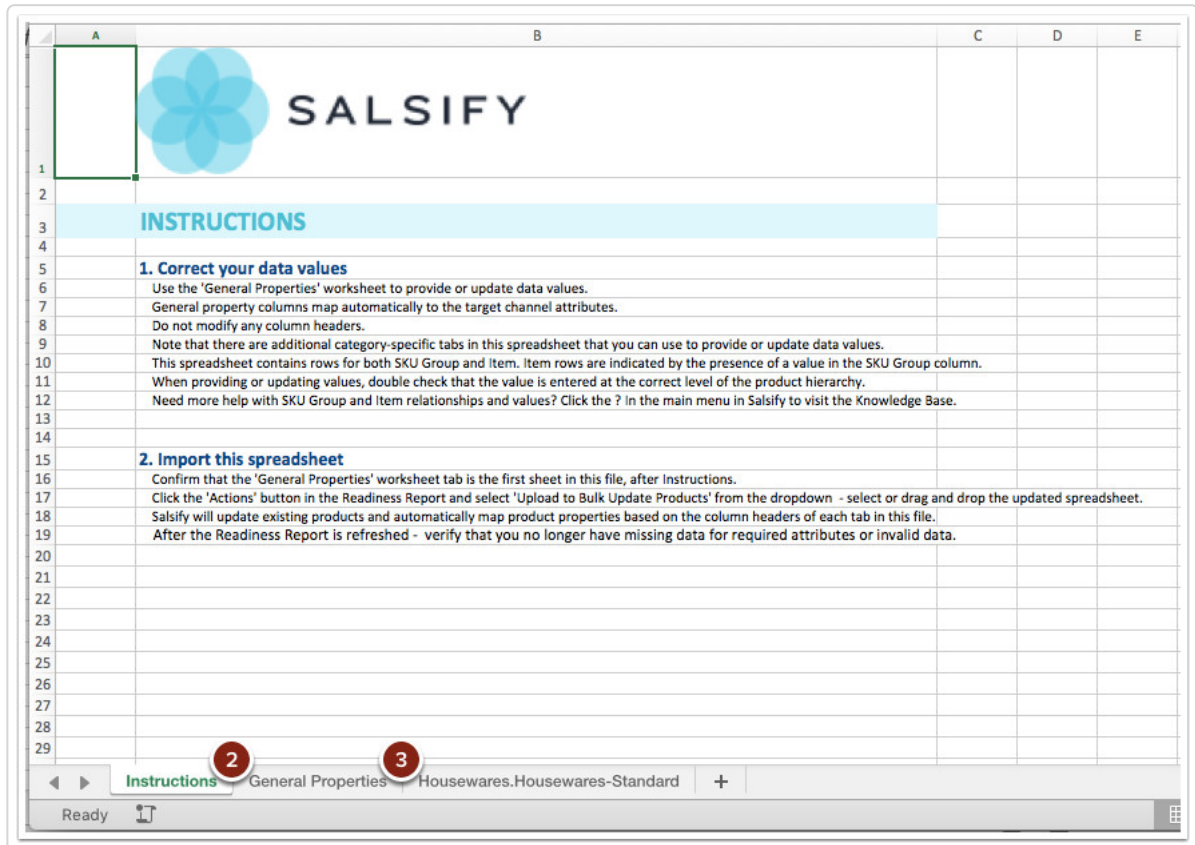 A B C D E
SALSIFY
1
2
3 INSTRUCTIONS
4
5 1. Correct your data values
6 Use the 'General Properties' worksheet to provide or update data values.
7 General property columns map automatically to the target channel attributes.
8 Do not modify any column headers.
9 Note that there are additional category-specific tabs in this spreadsheet that you can use to provide or update data values.
10 This spreadsheet contains rows for both SKU Group and Item. Item rows are indicated by the presence of a value in the SKU Group column.
11 When providing or updating values, double check that the value is entered at the correct level of the product hierarchy.
12 Need more help with SKU Group and Item relationships and values? Click the ? In the main menu in Salsify to visit the Knowledge Base.
13
14
15 2. Import this spreadsheet
16 Confirm that the 'General Properties' worksheet tab is the first sheet in this file, after Instructions.
17 Click the 'Actions' button in the Readiness Report and select 'Upload to Bulk Update Products' from the dropdown - select or drag and drop the updated spreadsheet.
18 Salsify will update existing products and automatically map product properties based on the column headers of each tab in this file.
19 After the Readiness Report is refreshed - verify that you no longer have missing data for required attributes or invalid data.
20
21
22
23
24
25
26
27
28
29
2 3
Instructions General Properties Housewares.Housewares-Standard +
Ready